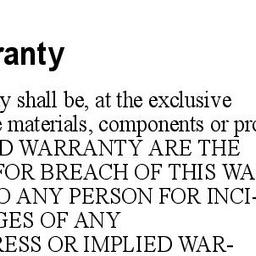 ranty
y shall be, at the exclusive
e materials, components or pro
D WARRANTY ARE THE
FOR BREACH OF THIS WA
O ANY PERSON FOR INCI-
GES OF ANY
RESS OR IMPLIED WAR-